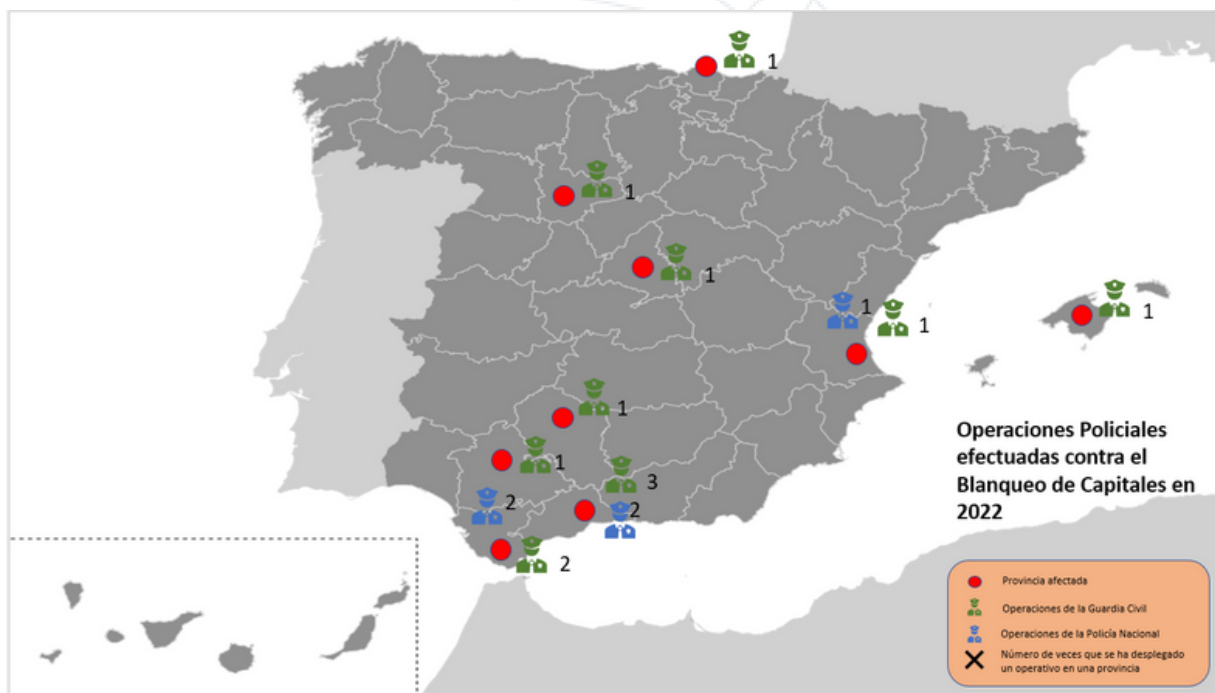 1
1
1
1
1
1
1
1
2
3
2
2
Operaciones Policiales
efectuadas contra el
Blanqueo de Capitales en
2022
Provincia afectada
Operaciones de la Guardia Civil
Operaciones de la Policía Nacional
Número de veces que se ha desplegado
un operativo en una provincia